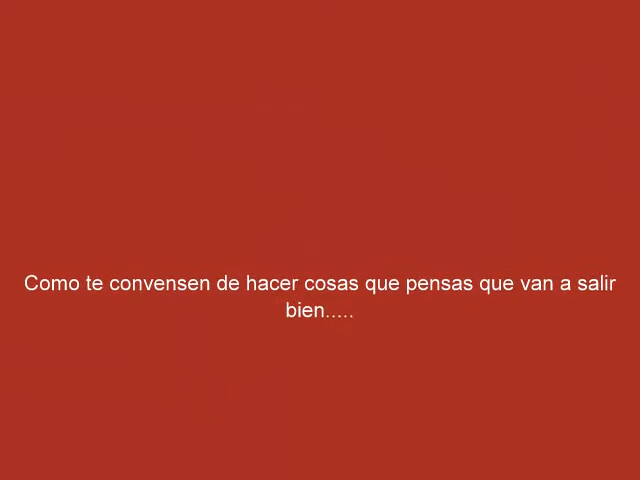 Como te convensen de hacer cosas que pensas que van a salir
bien.....